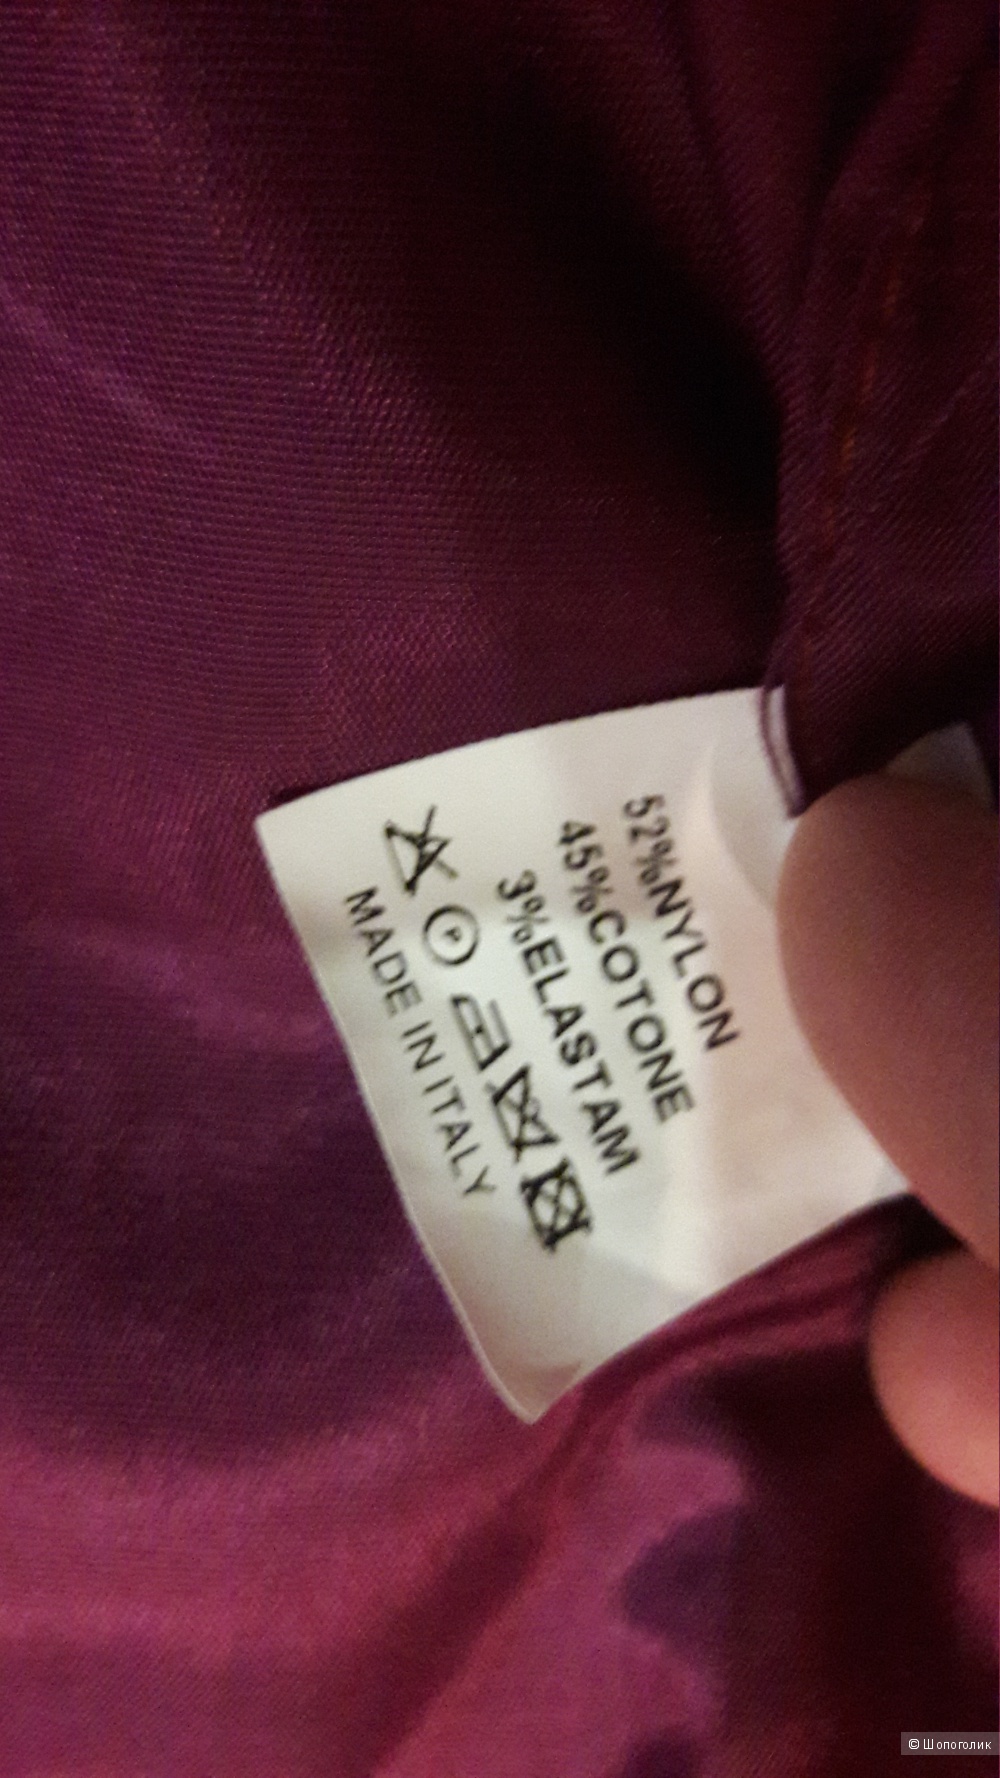 52%NYLON
45%COTONE
3%ELASTAM
A P
MADE IN ITALY
© Шопоголик